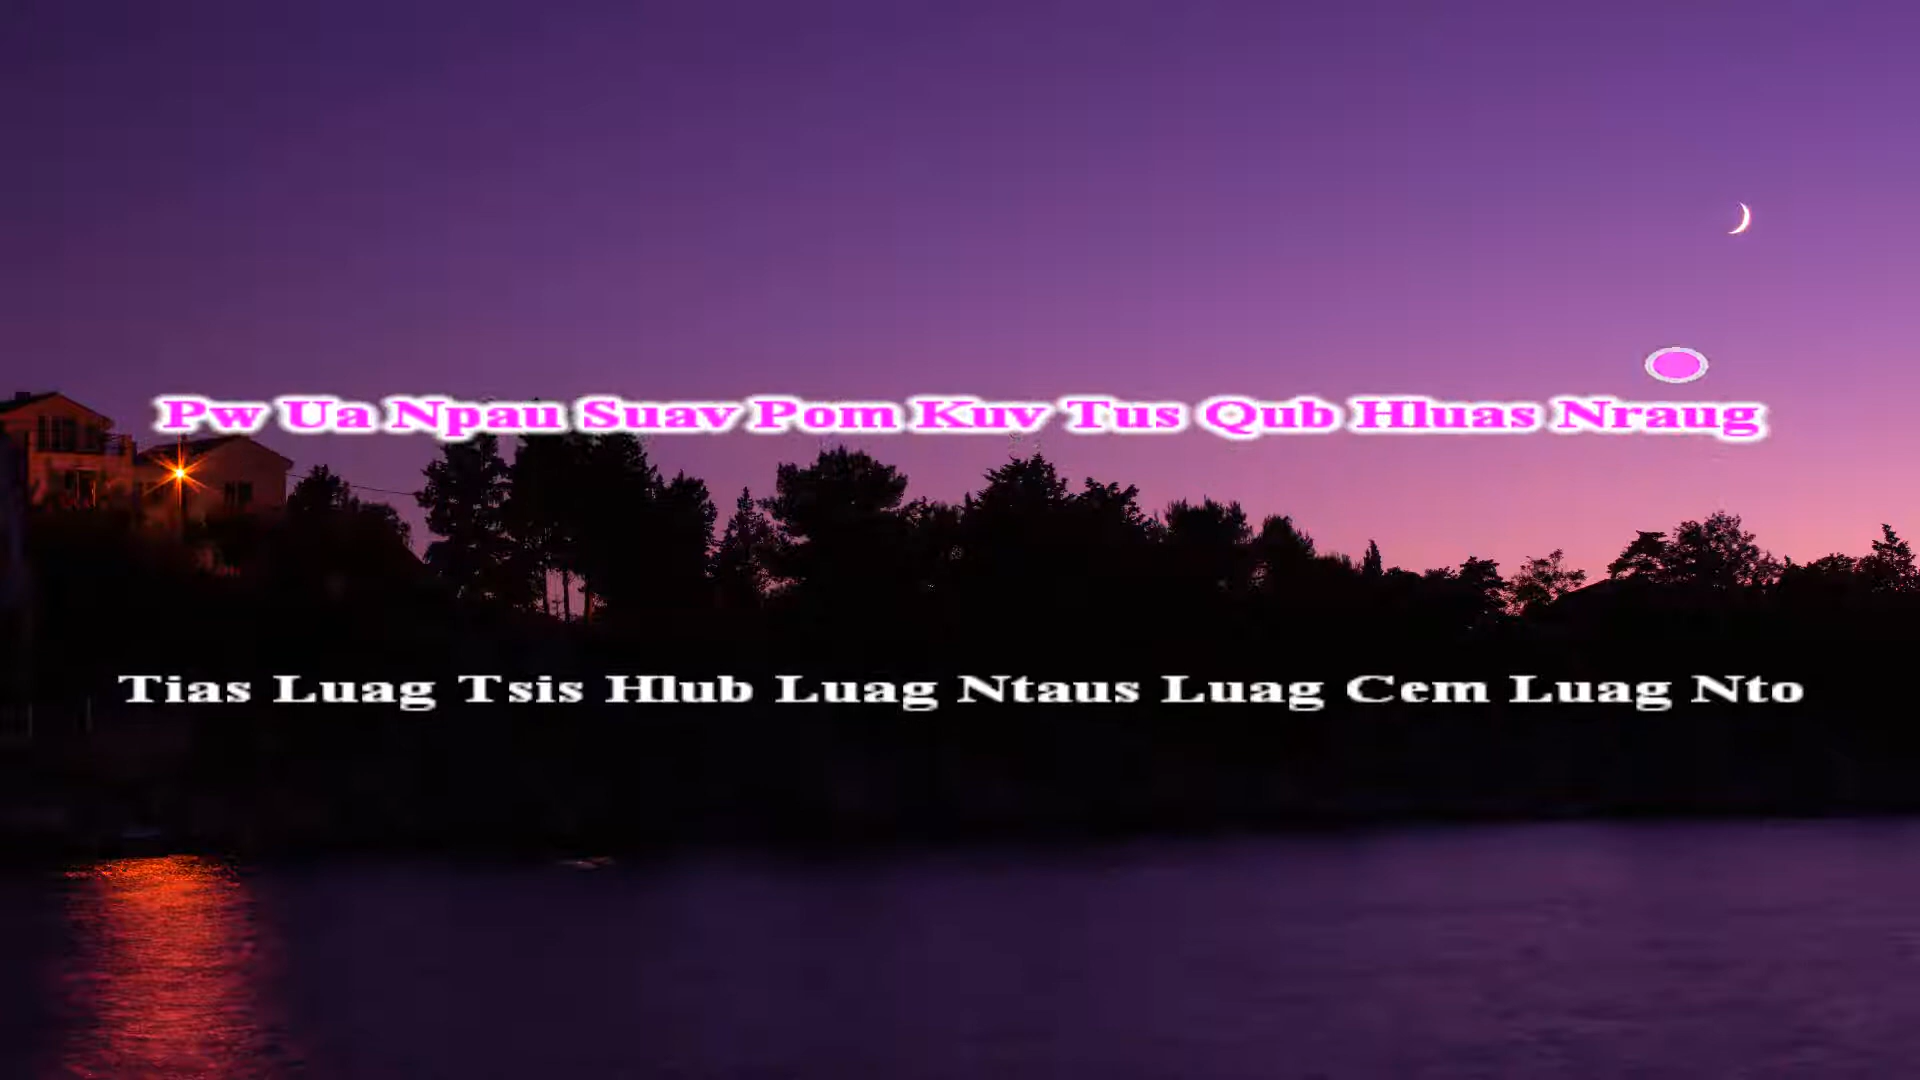 Pw Ua Npau Suav Pom Kuv Tus Qub Hluas Nraug
Tias Luag Tsis Hlub Luag Ntaus Luag Cem Luag Nto